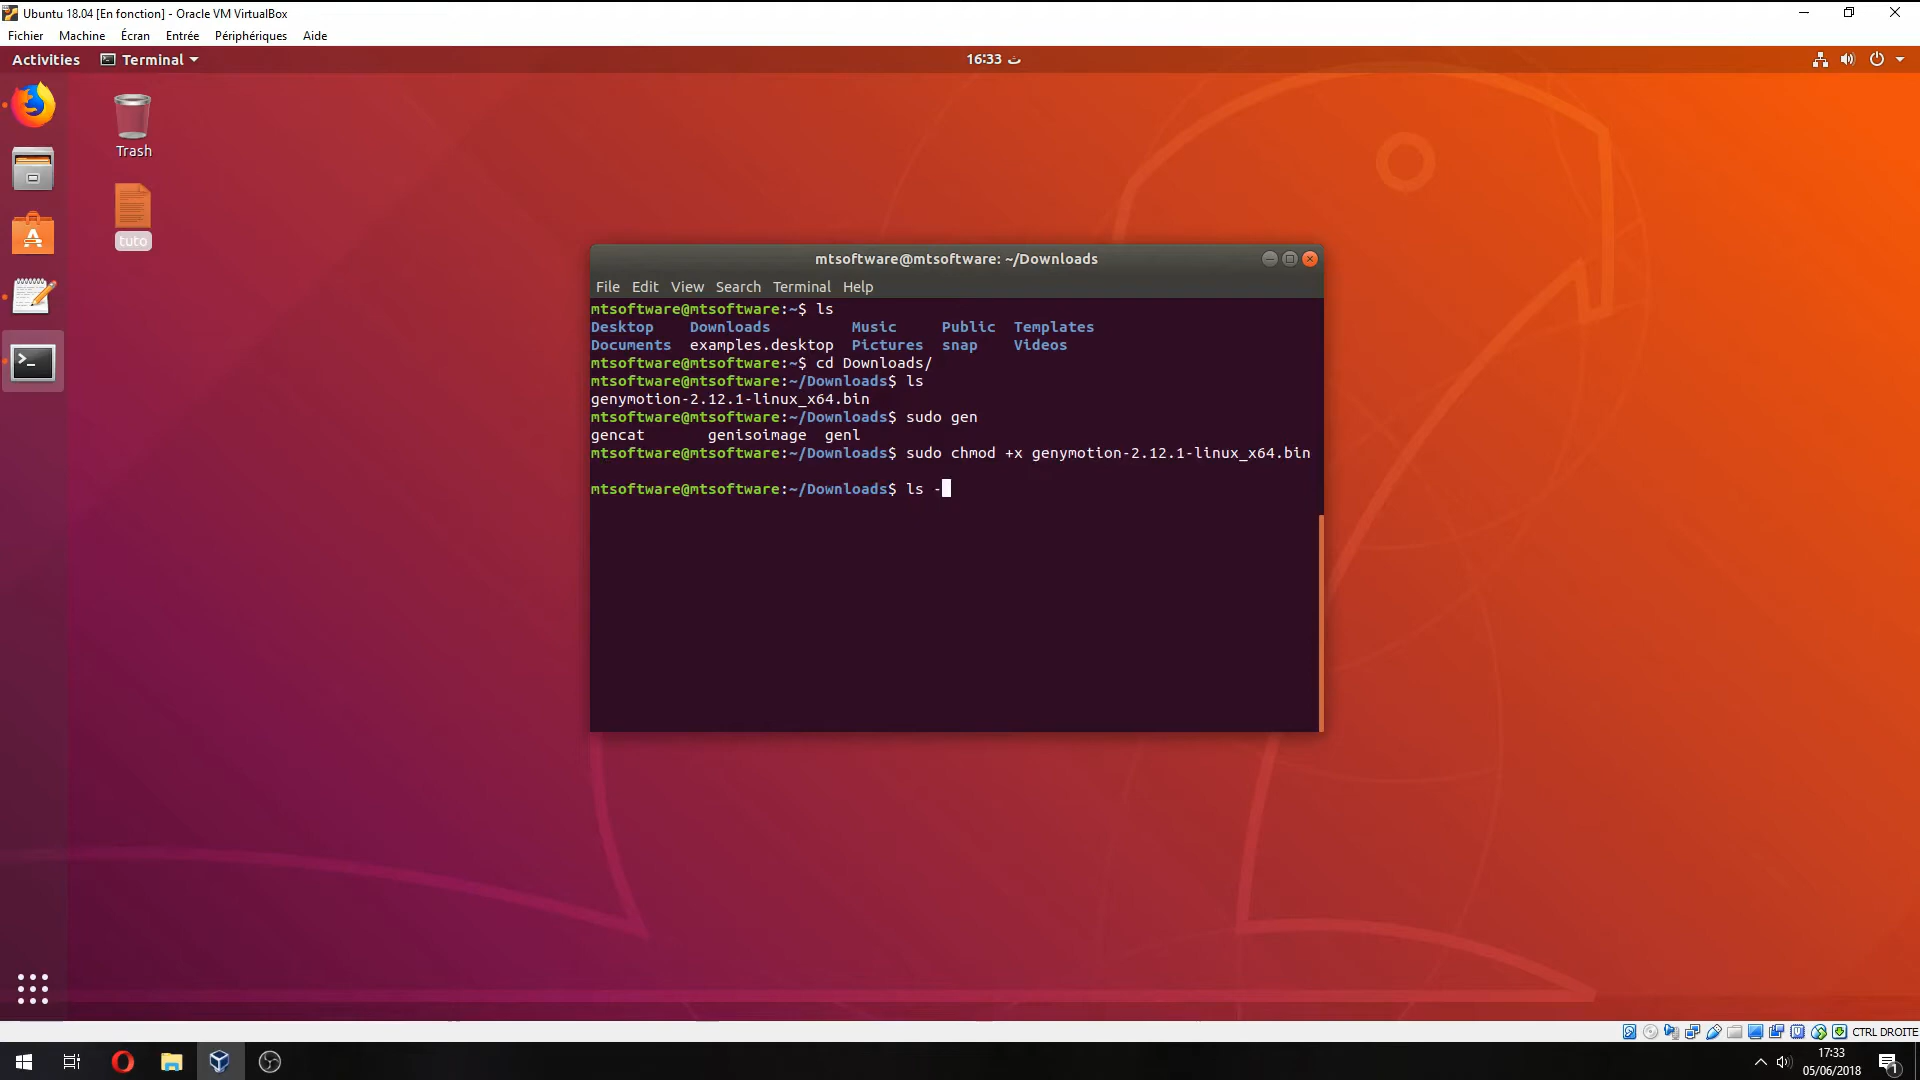 Ubuntu 18.04 [En fonction] - Oracle VM VirtualBox
Fichier Machine Écran Entrée Périphériques Aide
Activities Terminal
16:33 ث
Trash
tuto
mtsoftware@mtsoftware: ~/Downloads
File Edit View Search Terminal Help
mtsoftware@mtsoftware:~$ ls
Desktop Downloads Music Public Templates
Documents examples.desktop Pictures snap Videos
mtsoftware@mtsoftware:~$ cd Downloads/
mtsoftware@mtsoftware:~/Downloads$ ls
genymotion-2.12.1-linux_x64.bin
mtsoftware@mtsoftware:~/Downloads$ sudo gen
gencat genisoimage genl
mtsoftware@mtsoftware:~/Downloads$ sudo chmod +x genymotion-2.12.1-linux_x64.bin
mtsoftware@mtsoftware:~/Downloads$ ls -
CTRL DROITE
17:33
05/06/2018
1